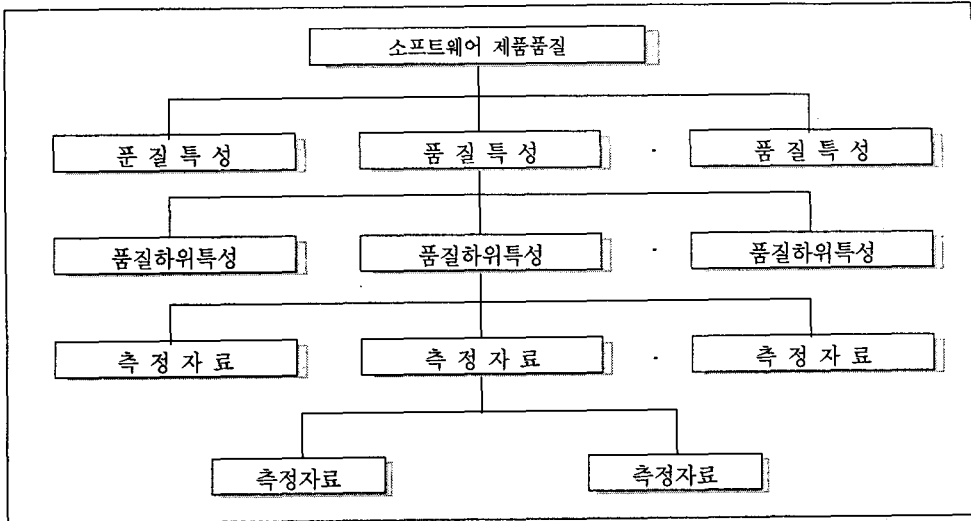 소프트웨어 제품품질
푼 질 특 성 품 질 특 성 · 품 질 특 성
품질하위특성 품질하위특성 · 품질하위특성
측 정 자 료 측 정 자 료 · 측 정 자 료
측정자료 측정자료